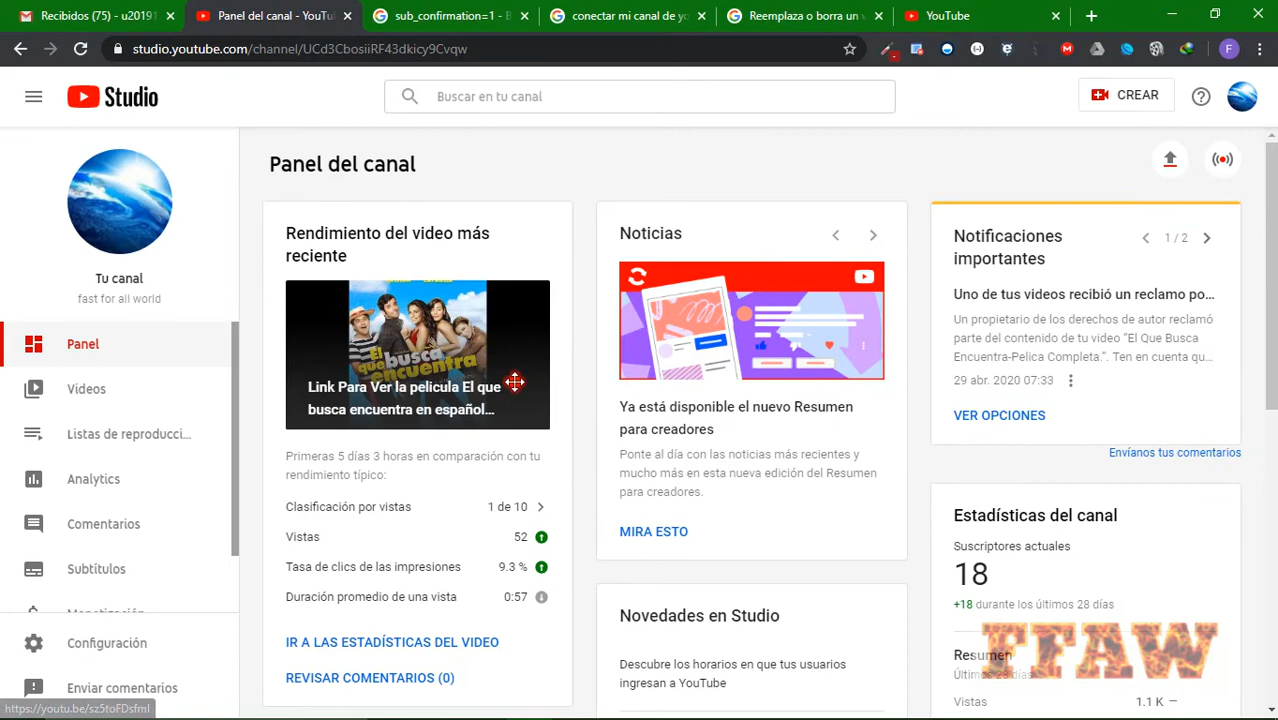 Recibidos (75) - u20191
Panel del canal - YouTu
sub_confirmation=1 - B
conectar mi canal de yo
Reemplaza o borra un v
YouTube
studio.youtube.com/channel/UCd3CbosiiRF43dkicy9Cvqw
F
Studio
Buscar en tu canal
CREAR
Tu canal
fast for all world
Panel
Videos
Listas de reproducci...
Analytics
Comentarios
Subtítulos
Monetización
Configuración
Enviar comentarios
https://youtu.be/sz5toFDsfmI
Panel del canal
Rendimiento del video más
reciente
El busca
que encuentra
Link Para Ver la pelicula El que
busca encuentra en español...
Primeras 5 días 3 horas en comparación con tu
rendimiento típico:
Clasificación por vistas 1 de 10
Vistas 52
Tasa de clics de las impresiones 9.3 %
Duración promedio de una vista 0:57
IR A LAS ESTADÍSTICAS DEL VIDEO
REVISAR COMENTARIOS (0)
Noticias
Ya está disponible el nuevo Resumen
para creadores
Ponte al día con las noticias más recientes y
mucho más en esta nueva edición del Resumen
para creadores.
MIRA ESTO
Novedades en Studio
Descubre los horarios en que tus usuarios
ingresan a YouTube
Notificaciones
importantes
1 / 2
Uno de tus videos recibió un reclamo po...
Un propietario de los derechos de autor reclamó
parte del contenido de tu video “El Que Busca
Encuentra-Pelica Completa.”. Ten en cuenta qu...
29 abr. 2020 07:33
VER OPCIONES
Envíanos tus comentarios
Estadísticas del canal
Suscriptores actuales
18
+18 durante los últimos 28 días
Resumen
Últimos 28 días
Vistas 1.1 K —
FFAW